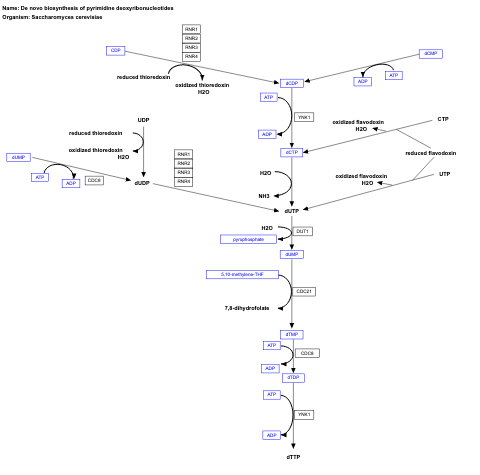 Name: De novo biosynthesis of pyrimidine deoxyribonucleotides
Organism: Saccharomyces cerevisiae
RNR1
RNR2
RNR3
RNR4
CDP
dCMP
reduced thioredoxin
oxidized thioredoxin
H2O
ATP
ADP
dCDP
ATP
YNK1
ADP
UDP
oxidized flavodoxin
H2O
CTP
reduced thioredoxin
oxidized thioredoxin
H2O
dCTP
reduced flavodoxin
dUMP
RNR1
RNR2
RNR3
RNR4
ATP
ADP
CDC8
dUDP
H2O
NH3
oxidized flavodoxin
H2O
UTP
dUTP
H2O
DUT1
pyrophosphate
dUMP
5,10-methylene-THF
CDC21
7,8-dihydrofolate
dTMP
ATP
CDC8
ADP
dTDP
ATP
YNK1
ADP
dTTP